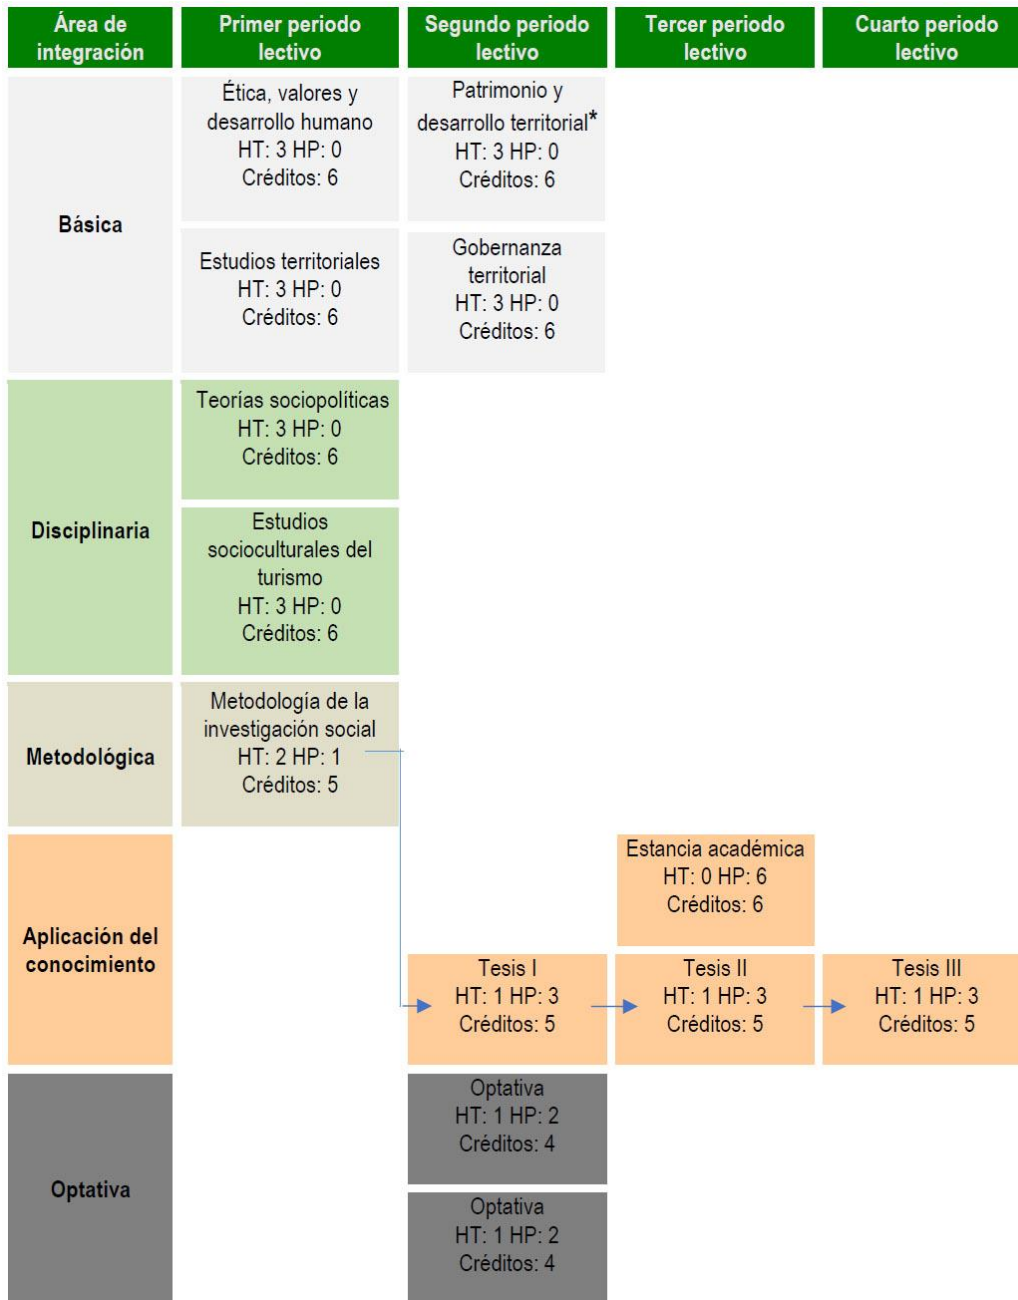 Área de
integración
Primer periodo
lectivo
Segundo periodo
lectivo
Tercer periodo
lectivo
Cuarto periodo
lectivo
Básica
Ética, valores y
desarrollo humano
HT: 3 HP: 0
Créditos: 6
Patrimonio y
desarrollo territorial*
HT: 3 HP: 0
Créditos: 6
Estudios territoriales
HT: 3 HP: 0
Créditos: 6
Gobernanza
territorial
HT: 3 HP: 0
Créditos: 6
Disciplinaria
Teorías sociopolíticas
HT: 3 HP: 0
Créditos: 6
Estudios
socioculturales del
turismo
HT: 3 HP: 0
Créditos: 6
Metodológica
Metodología de la
investigación social
HT: 2 HP: 1
Créditos: 5
Aplicación del
conocimiento
Estancia académica
HT: 0 HP: 6
Créditos: 6
Tesis I
HT: 1 HP: 3
Créditos: 5
Tesis II
HT: 1 HP: 3
Créditos: 5
Tesis III
HT: 1 HP: 3
Créditos: 5
Optativa
Optativa
HT: 1 HP: 2
Créditos: 4
Optativa
HT: 1 HP: 2
Créditos: 4